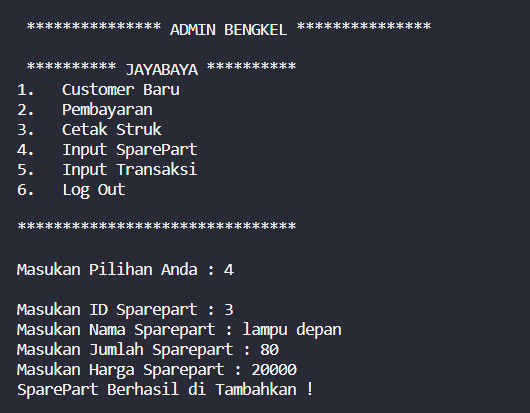 *************** ADMIN BENGKEL ***************
********** JAYABAYA **********
1. Customer Baru
2. Pembayaran
3. Cetak Struk
4. Input SparePart
5. Input Transaksi
6. Log Out
*******************************
Masukan Pilihan Anda : 4
Masukan ID Sparepart : 3
Masukan Nama Sparepart : lampu depan
Masukan Jumlah Sparepart : 80
Masukan Harga Sparepart : 20000
SparePart Berhasil di Tambahkan !